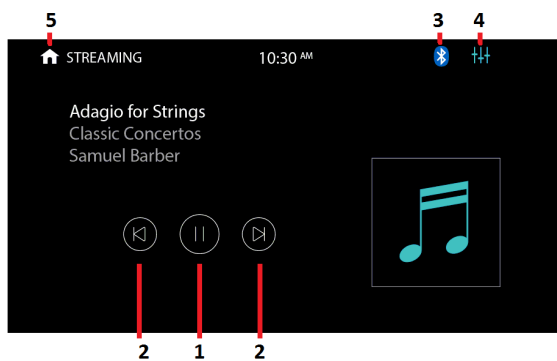 5 3 4
STREAMING 10:30 AM
Adagio for Strings
Classic Concertos
Samuel Barber
2 1 2